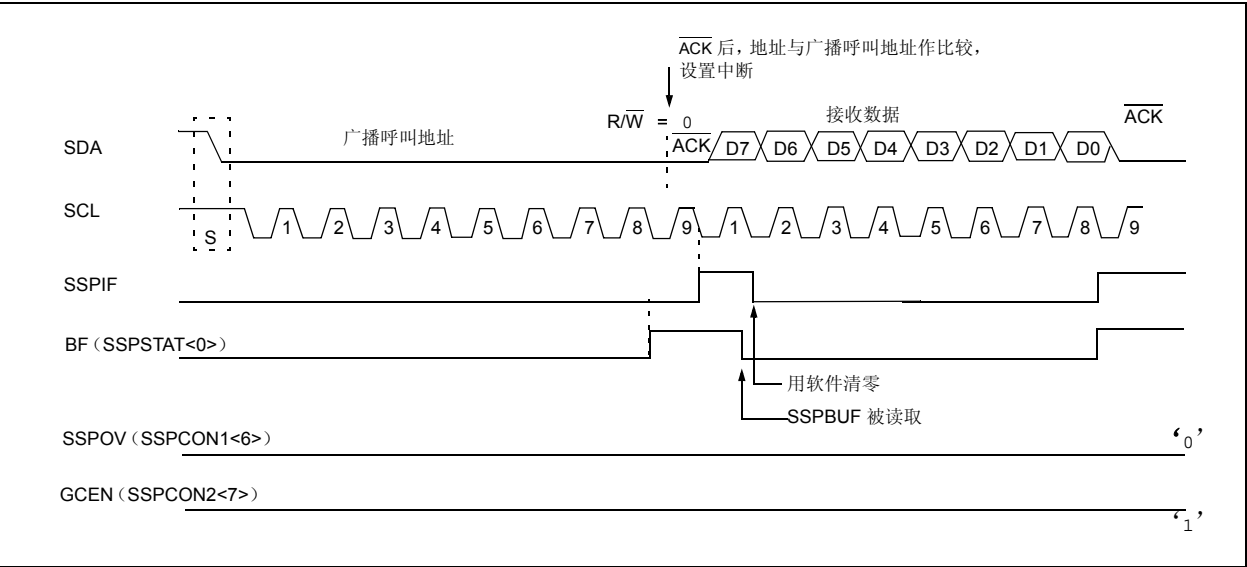 ACK 后，地址与广播呼叫地址作比较，
设置中断
R/W = 0
接收数据
ACK
SDA
广播呼叫地址
ACK
D7 D6 D5 D4 D3 D2 D1 D0
SCL
S
1 2 3 4 5 6 7 8 9 1 2 3 4 5 6 7 8 9
SSPIF
BF（SSPSTAT<0>）
用软件清零
SSPBUF 被读取
SSPOV（SSPCON1<6>）
‘0’
GCEN（SSPCON2<7>）
‘1’